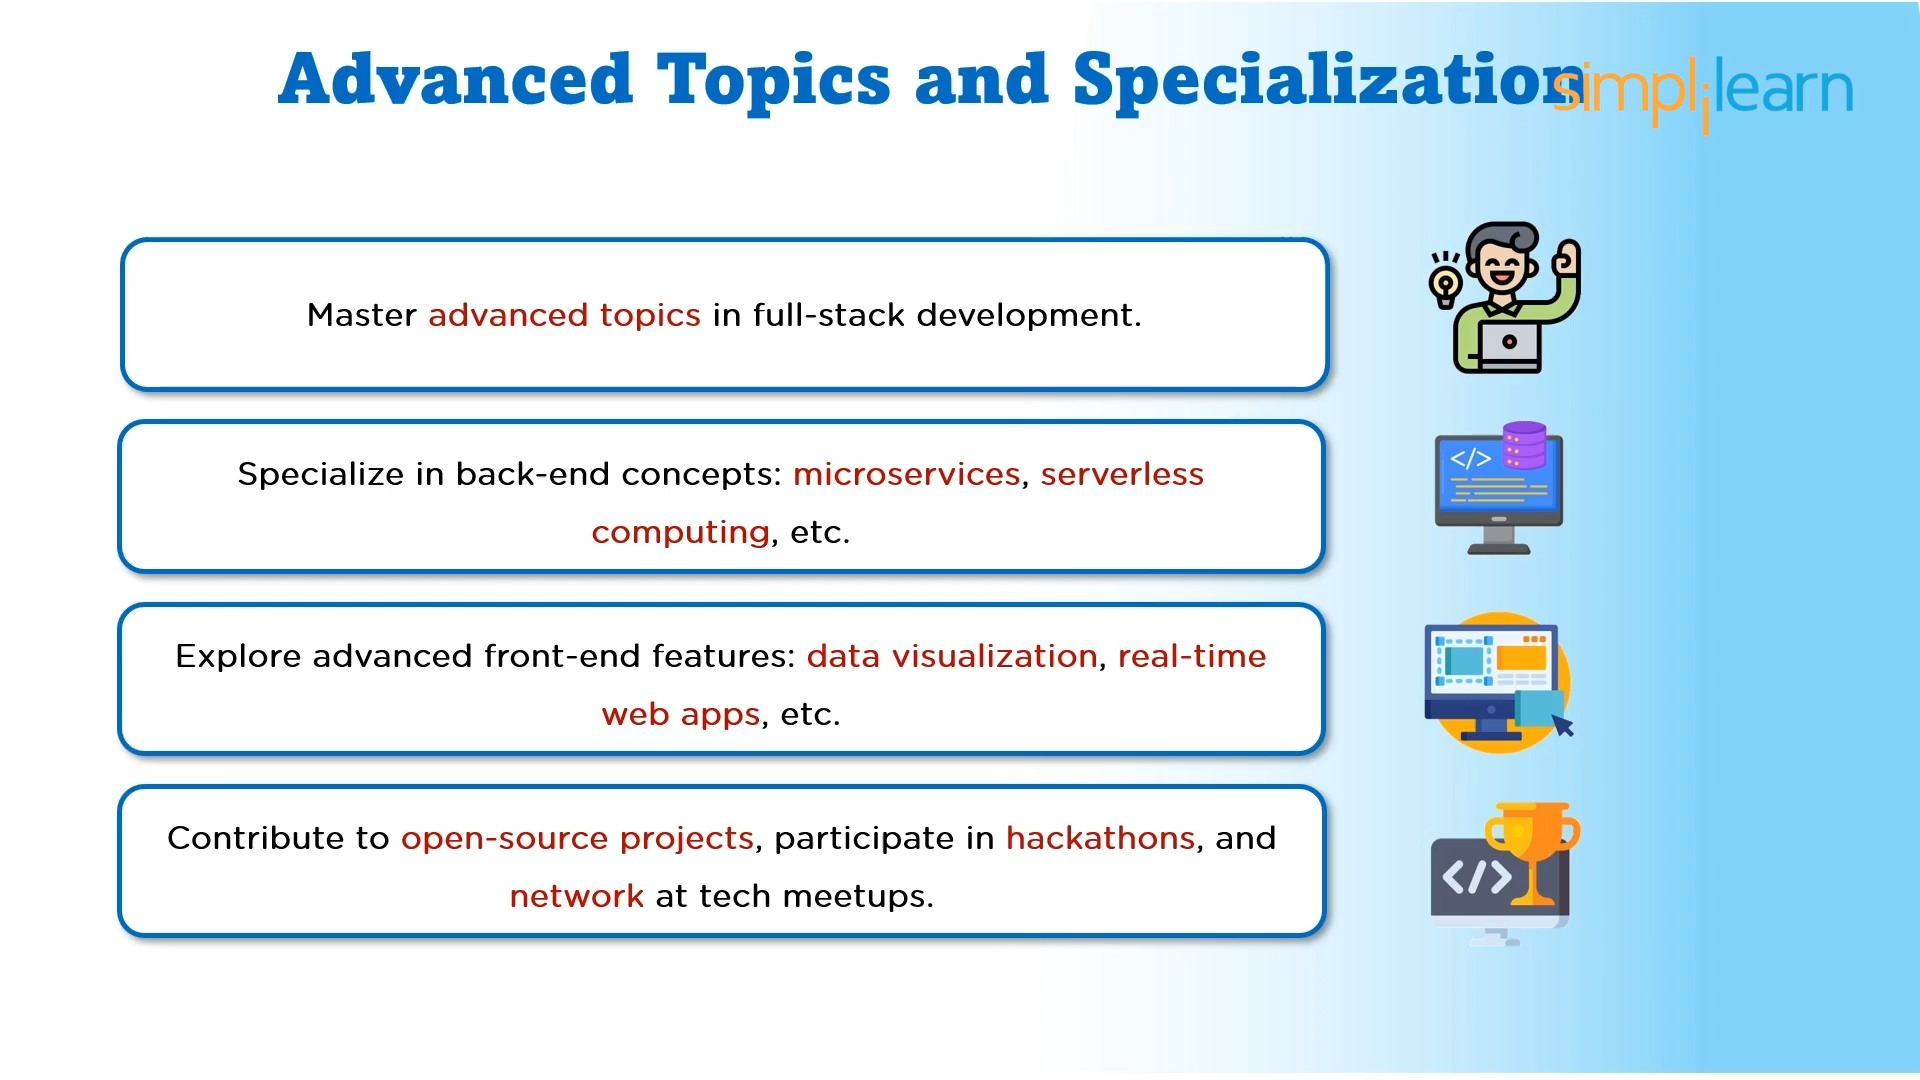 Advanced Topics and Specialization
simplilearn
Master advanced topics in full-stack development.
Specialize in back-end concepts: microservices, serverless
computing, etc.
</>
Explore advanced front-end features: data visualization, real-time
web apps, etc.
Contribute to open-source projects, participate in hackathons, and
network at tech meetups.
</>